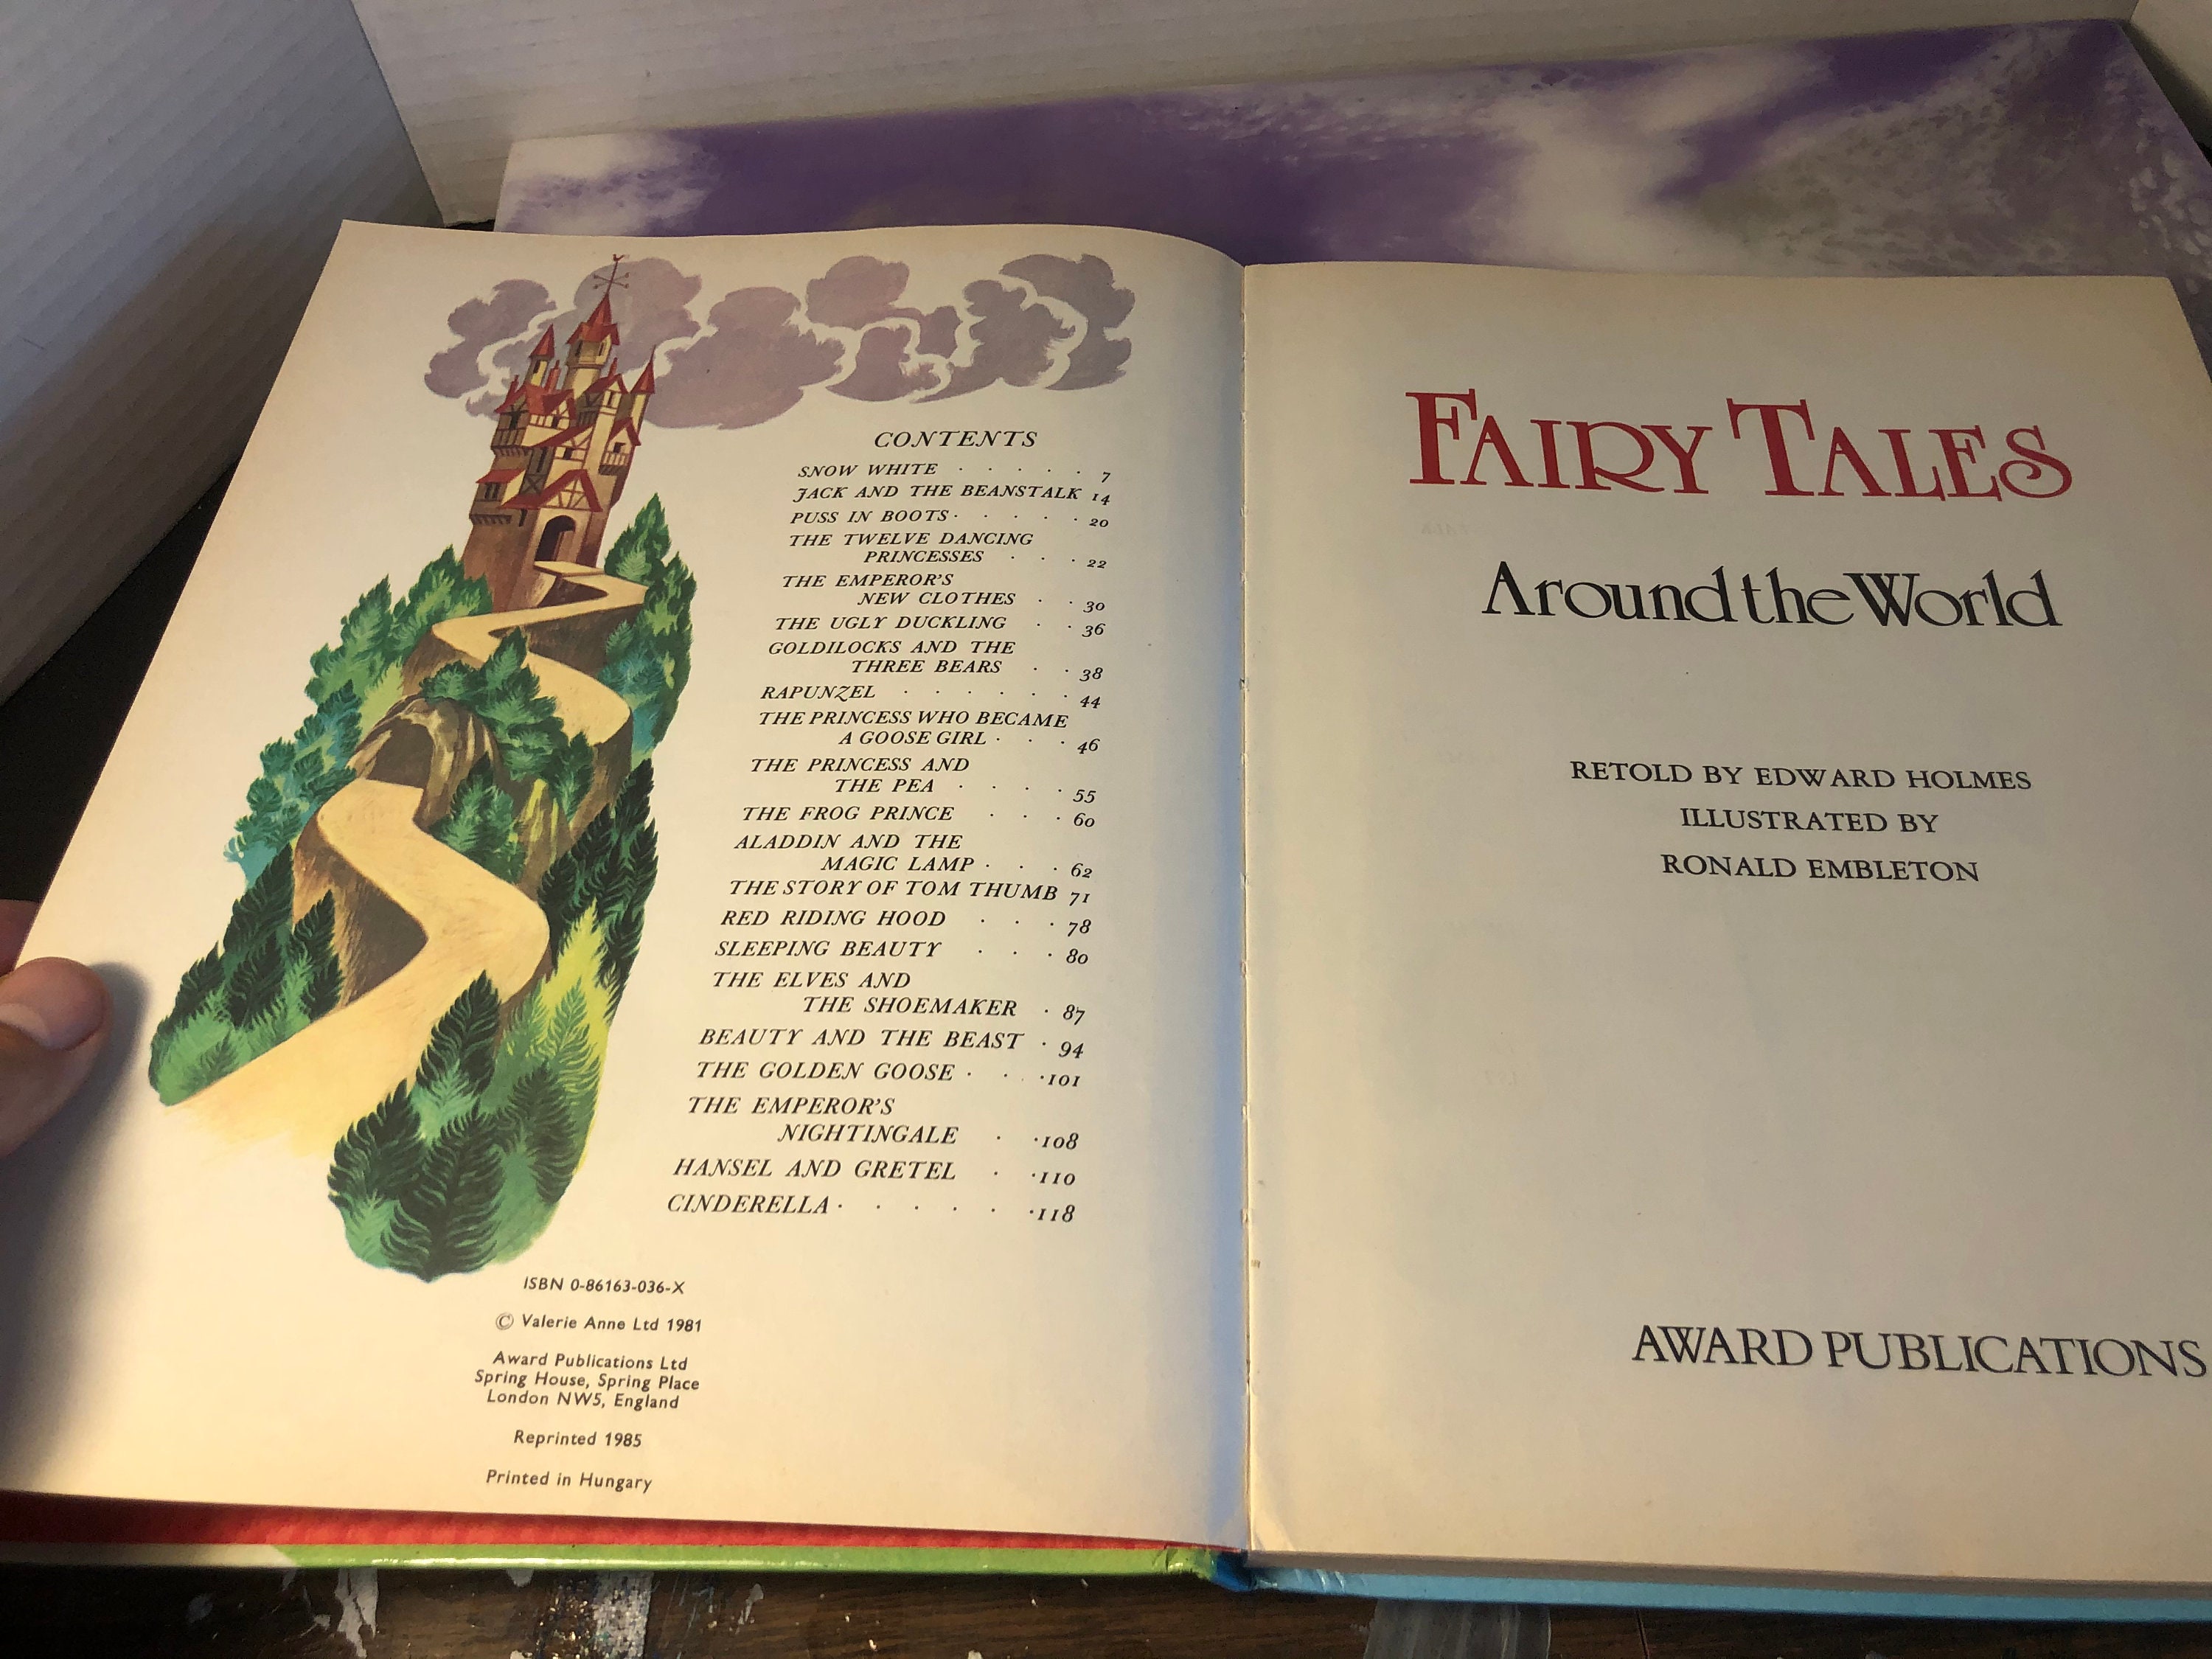 CONTENTS
SNOW WHITE . . . . . 7
JACK AND THE BEANSTALK 14
PUSS IN BOOTS . . . . . 20
THE TWELVE DANCING
PRINCESSES . . . 22
THE EMPEROR'S
NEW CLOTHES . . 30
THE UGLY DUCKLING . . 36
GOLDILOCKS AND THE
THREE BEARS . . 38
RAPUNZEL . . . . . . 44
THE PRINCESS WHO BECAME
A GOOSE GIRL . . . 46
THE PRINCESS AND
THE PEA . . . . 55
THE FROG PRINCE . . . 60
ALADDIN AND THE
MAGIC LAMP . . . 62
THE STORY OF TOM THUMB 71
RED RIDING HOOD . . . 78
SLEEPING BEAUTY . . . 80
THE ELVES AND
THE SHOEMAKER . 87
BEAUTY AND THE BEAST . 94
THE GOLDEN GOOSE . . . 101
THE EMPEROR'S
NIGHTINGALE . . 108
HANSEL AND GRETEL . . 110
CINDERELLA . . . . . . 118
ISBN 0-86163-036-X
© Valerie Anne Ltd 1981
Award Publications Ltd
Spring House, Spring Place
London NW5, England
Reprinted 1985
Printed in Hungary
FAIRY TALES
Around the World
RETOLD BY EDWARD HOLMES
ILLUSTRATED BY
RONALD EMBLETON
AWARD PUBLICATIONS